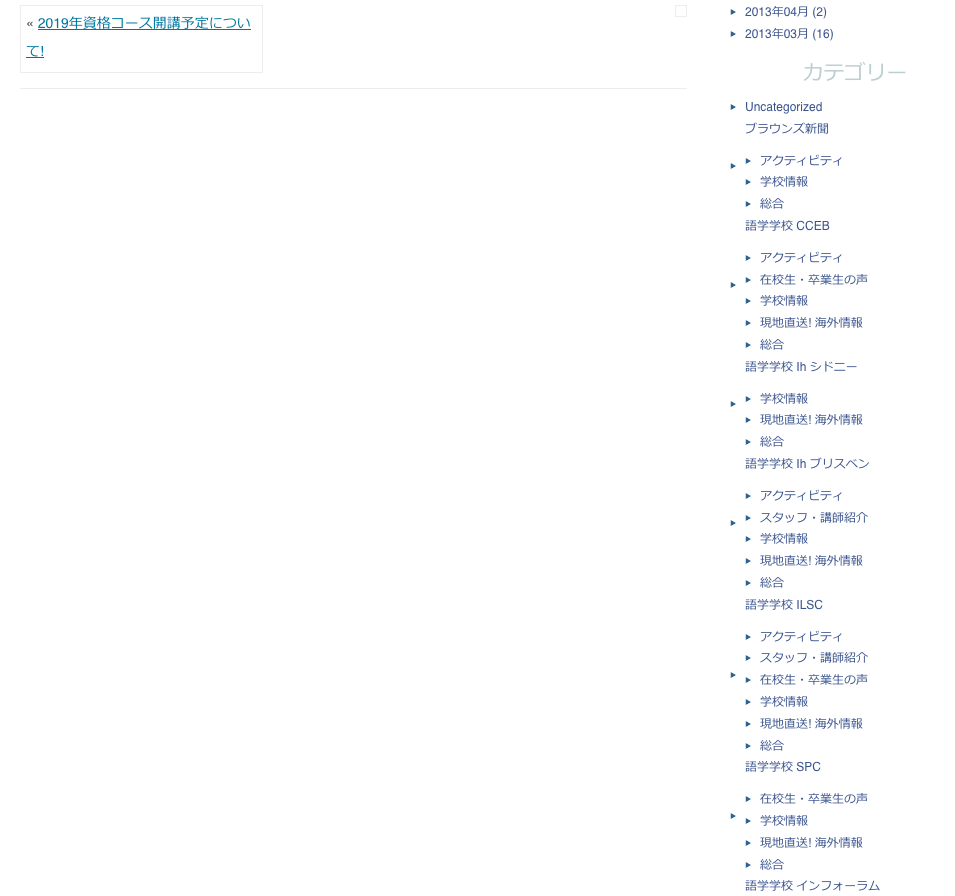 « 2019年資格コース開講予定につい
て!
2013年04月 (2)
2013年03月 (16)
カテゴリー
Uncategorized
ブラウンズ新聞
アクティビティ
学校情報
総合
語学学校 CCEB
アクティビティ
在校生・卒業生の声
学校情報
現地直送! 海外情報
総合
語学学校 Ih シドニー
学校情報
現地直送! 海外情報
総合
語学学校 Ih ブリスベン
アクティビティ
スタッフ・講師紹介
学校情報
現地直送! 海外情報
総合
語学学校 ILSC
アクティビティ
スタッフ・講師紹介
在校生・卒業生の声
学校情報
現地直送! 海外情報
総合
語学学校 SPC
在校生・卒業生の声
学校情報
現地直送! 海外情報
総合
語学学校 インフォーラム